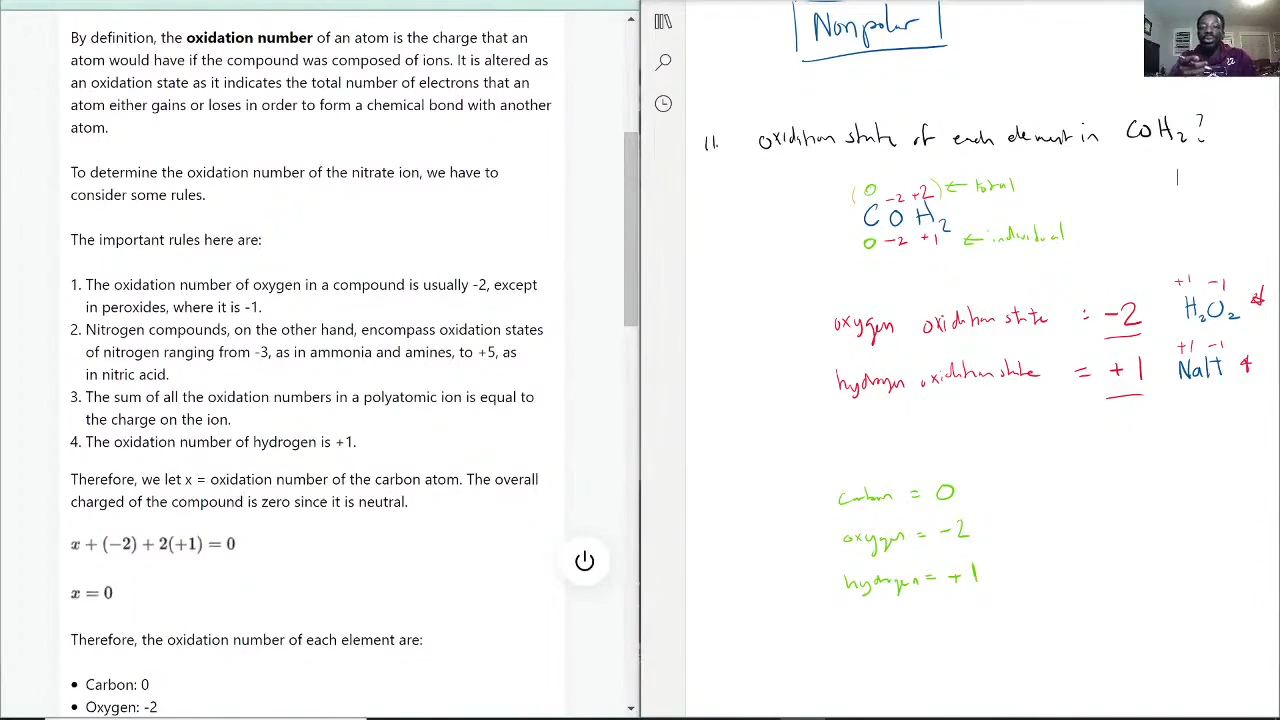 By definition, the oxidation number of an atom is the charge that an
atom would have if the compound was composed of ions. It is altered as
an oxidation state as it indicates the total number of electrons that an
atom either gains or loses in order to form a chemical bond with another
atom.
To determine the oxidation number of the nitrate ion, we have to
consider some rules.
The important rules here are:
1. The oxidation number of oxygen in a compound is usually -2, except
in peroxides, where it is -1.
2. Nitrogen compounds, on the other hand, encompass oxidation states
of nitrogen ranging from -3, as in ammonia and amines, to +5, as
in nitric acid.
3. The sum of all the oxidation numbers in a polyatomic ion is equal to
the charge on the ion.
4. The oxidation number of hydrogen is +1.
Therefore, we let x = oxidation number of the carbon atom. The overall
charged of the compound is zero since it is neutral.
x + (−2) + 2(+1) = 0
x = 0
Therefore, the oxidation number of each element are:
• Carbon: 0
• Oxygen: -2
Nonpolar
11. oxidition state of each element in COH2?
(0 -2 +2) ← total
COH2
0 -2 +1 ← individual
oxygen oxidition state : -2
+1 -1
H2O2
hydrogen oxidition state = +1
+1 -1
NaH
carbon = 0
oxygen = -2
hydrogen = +1